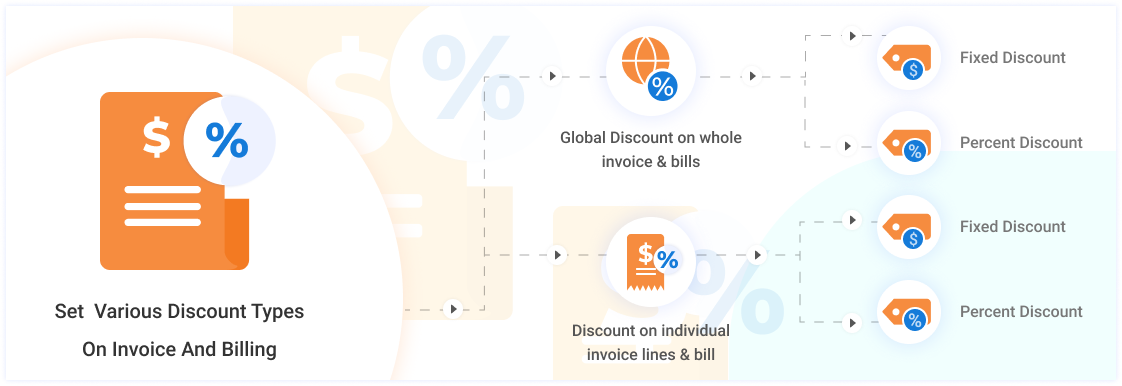 Set Various Discount Types
On Invoice And Billing
$
%
$
%
%
Global Discount on whole
invoice & bills
$
Fixed Discount
%
Percent Discount
$
%
%
Discount on individual
invoice lines & bill
$
Fixed Discount
%
Percent Discount